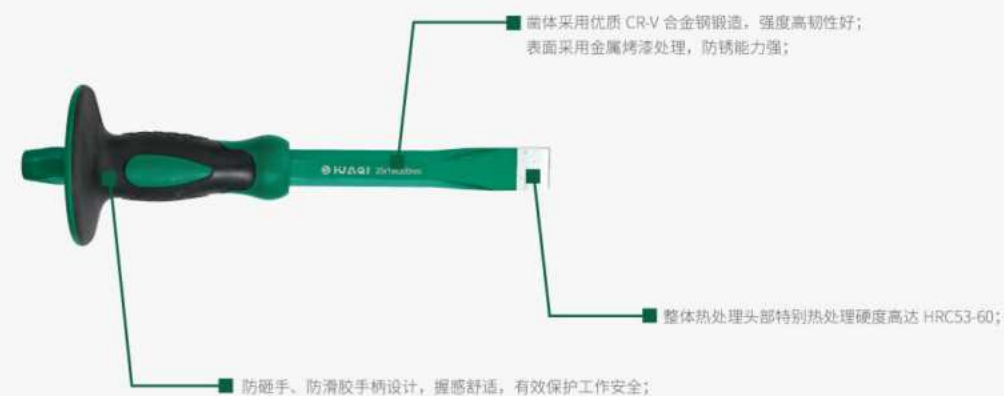 凿体采用优质 CR-V 合金钢锻造，强度高韧性好；
表面采用金属烤漆处理，防锈能力强；
HUAQI
整体热处理头部特别热处理硬度高达 HRC53-60；
防砸手、防滑胶手柄设计，握感舒适，有效保护工作安全；